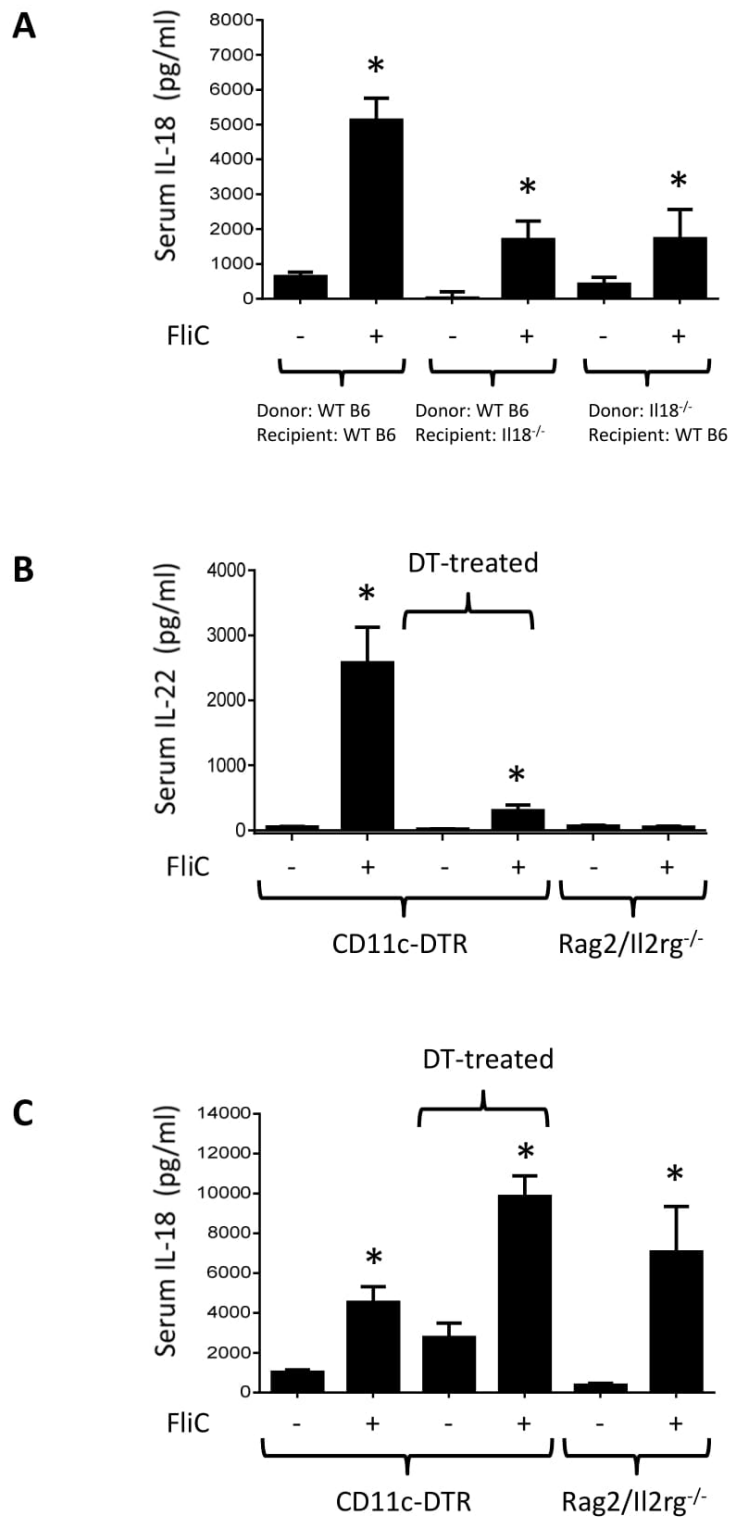 A
Serum IL-18 (pg/ml)
8000
7000
6000
5000
4000
3000
2000
1000
0
*
*
*
FliC - + - + - +
Donor: WT B6 Donor: WT B6 Donor: Il18-/-
Recipient: WT B6 Recipient: Il18-/- Recipient: WT B6
B
DT-treated
Serum IL-22 (pg/ml)
4000
3000
2000
1000
0
*
*
FliC - + - + - +
CD11c-DTR Rag2/Il2rg-/-
C
DT-treated
Serum IL-18 (pg/ml)
14000
12000
10000
8000
6000
4000
2000
0
*
*
*
FliC - + - + - +
CD11c-DTR Rag2/Il2rg-/-